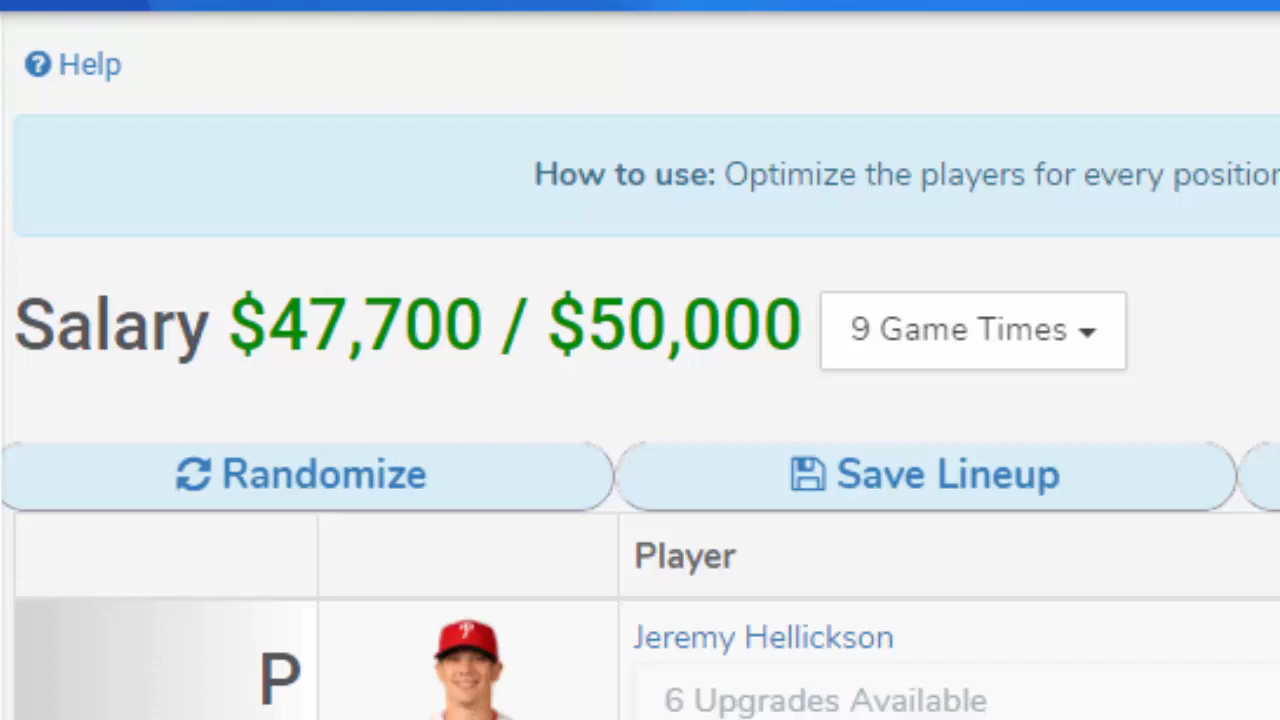 Help
How to use: Optimize the players for every position
Salary $47,700 / $50,000
9 Game Times
Randomize
Save Lineup
Player
P
Jeremy Hellickson
6 Upgrades Available